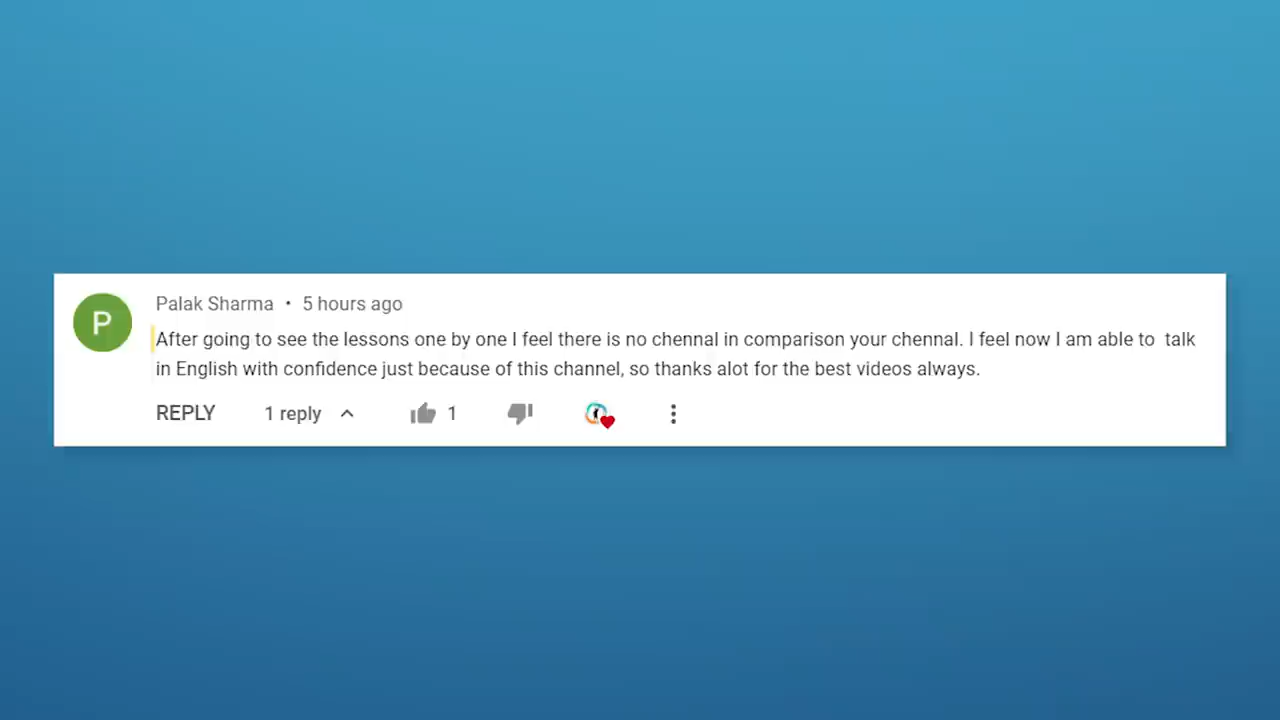 P
Palak Sharma • 5 hours ago
After going to see the lessons one by one I feel there is no chennal in comparison your chennal. I feel now I am able to  talk
in English with confidence just because of this channel, so thanks alot for the best videos always.
REPLY 1 reply 1